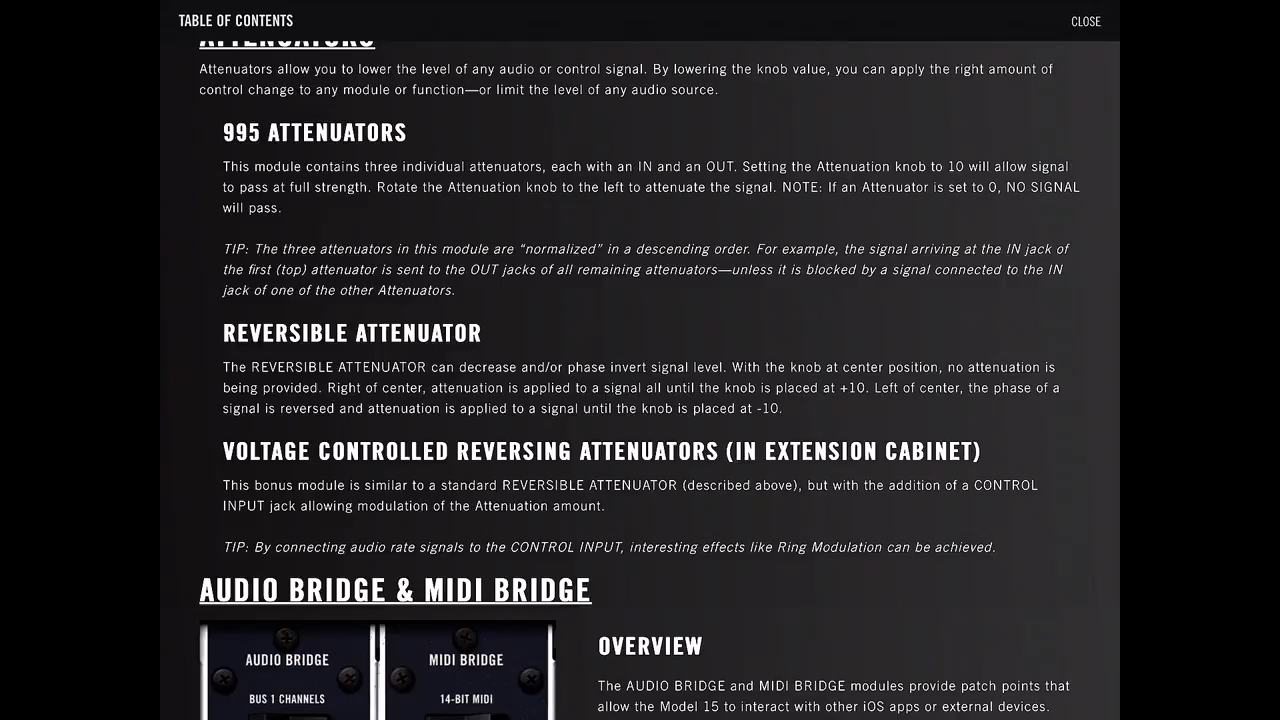 TABLE OF CONTENTS
CLOSE
ATTENUATORS
Attenuators allow you to lower the level of any audio or control signal. By lowering the knob value, you can apply the right amount of
control change to any module or function—or limit the level of any audio source.
995 ATTENUATORS
This module contains three individual attenuators, each with an IN and an OUT. Setting the Attenuation knob to 10 will allow signal
to pass at full strength. Rotate the Attenuation knob to the left to attenuate the signal. NOTE: If an Attenuator is set to 0, NO SIGNAL
will pass.
TIP: The three attenuators in this module are “normalized” in a descending order. For example, the signal arriving at the IN jack of
the first (top) attenuator is sent to the OUT jacks of all remaining attenuators—unless it is blocked by a signal connected to the IN
jack of one of the other Attenuators.
REVERSIBLE ATTENUATOR
The REVERSIBLE ATTENUATOR can decrease and/or phase invert signal level. With the knob at center position, no attenuation is
being provided. Right of center, attenuation is applied to a signal all until the knob is placed at +10. Left of center, the phase of a
signal is reversed and attenuation is applied to a signal until the knob is placed at -10.
VOLTAGE CONTROLLED REVERSING ATTENUATORS (IN EXTENSION CABINET)
This bonus module is similar to a standard REVERSIBLE ATTENUATOR (described above), but with the addition of a CONTROL
INPUT jack allowing modulation of the Attenuation amount.
TIP: By connecting audio rate signals to the CONTROL INPUT, interesting effects like Ring Modulation can be achieved.
AUDIO BRIDGE & MIDI BRIDGE
AUDIO BRIDGE
BUS 1 CHANNELS
MIDI BRIDGE
14-BIT MIDI
OVERVIEW
The AUDIO BRIDGE and MIDI BRIDGE modules provide patch points that
allow the Model 15 to interact with other iOS apps or external devices.